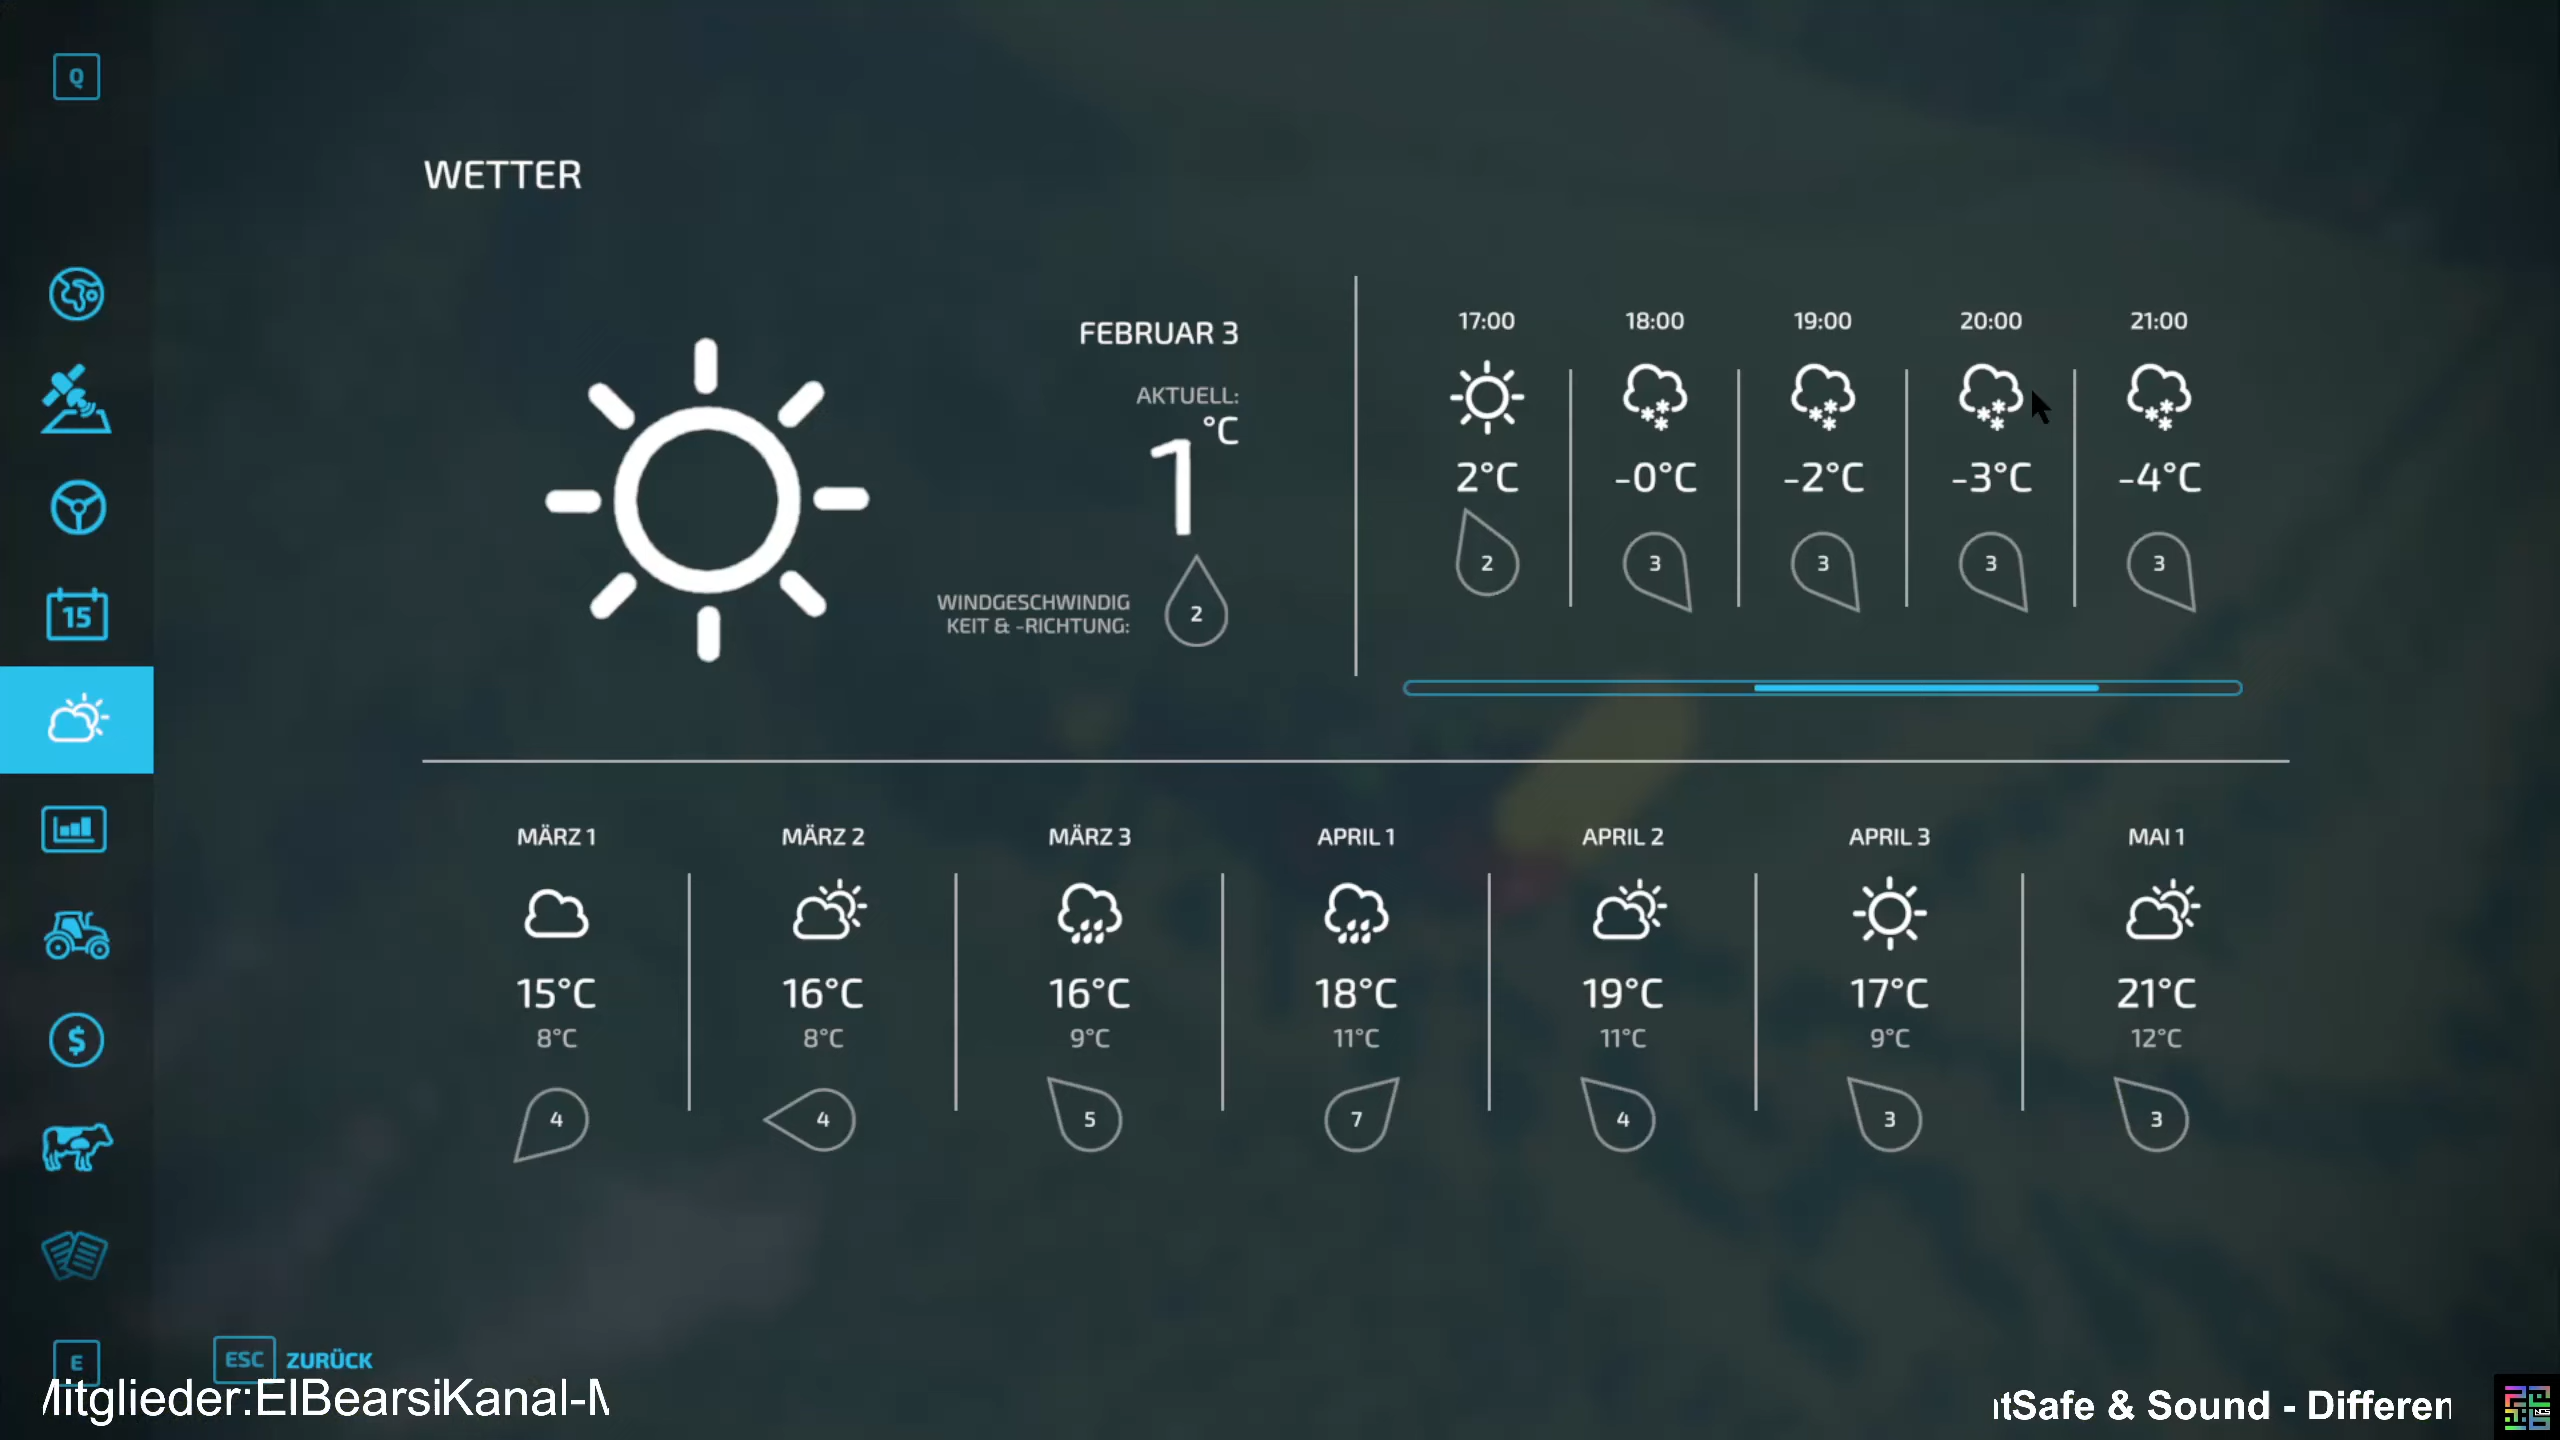 Q
WETTER
FEBRUAR 3
AKTUELL:
1 °C
WINDGESCHWINDIG
KEIT & -RICHTUNG:
2
17:00 18:00 19:00 20:00 21:00
2°C -0°C -2°C -3°C -4°C
2 3 3 3 3
15
MÄRZ 1 MÄRZ 2 MÄRZ 3 APRIL 1 APRIL 2 APRIL 3 MAI 1
15°C 16°C 16°C 18°C 19°C 17°C 21°C
8°C 8°C 9°C 11°C 11°C 9°C 12°C
4 4 5 7 4 3 3
$
E
ESC ZURÜCK
Mitglieder:ElBearsiKanal-M
tSafe & Sound - Differen
NCS